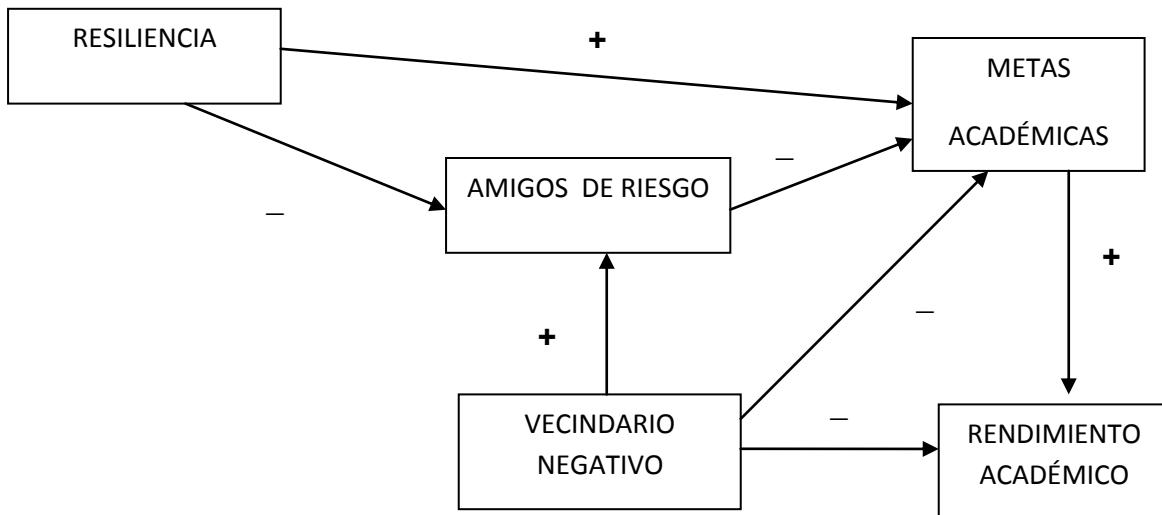 RESILIENCIA
+
METAS
ACADÉMICAS
–
AMIGOS DE RIESGO
–
+
–
+
VECINDARIO
NEGATIVO
–
RENDIMIENTO
ACADÉMICO